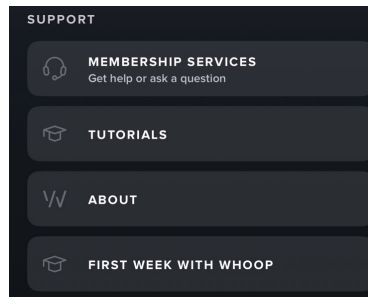 SUPPORT
MEMBERSHIP SERVICES
Get help or ask a question
TUTORIALS
ABOUT
FIRST WEEK WITH WHOOP